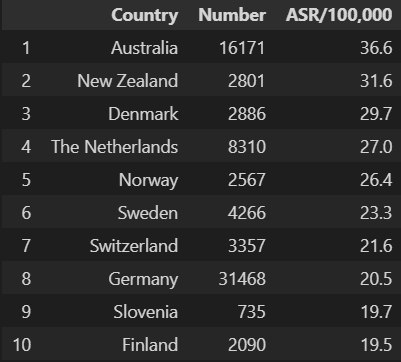 Country Number ASR/100,000
1 Australia 16171 36.6
2 New Zealand 2801 31.6
3 Denmark 2886 29.7
4 The Netherlands 8310 27.0
5 Norway 2567 26.4
6 Sweden 4266 23.3
7 Switzerland 3357 21.6
8 Germany 31468 20.5
9 Slovenia 735 19.7
10 Finland 2090 19.5